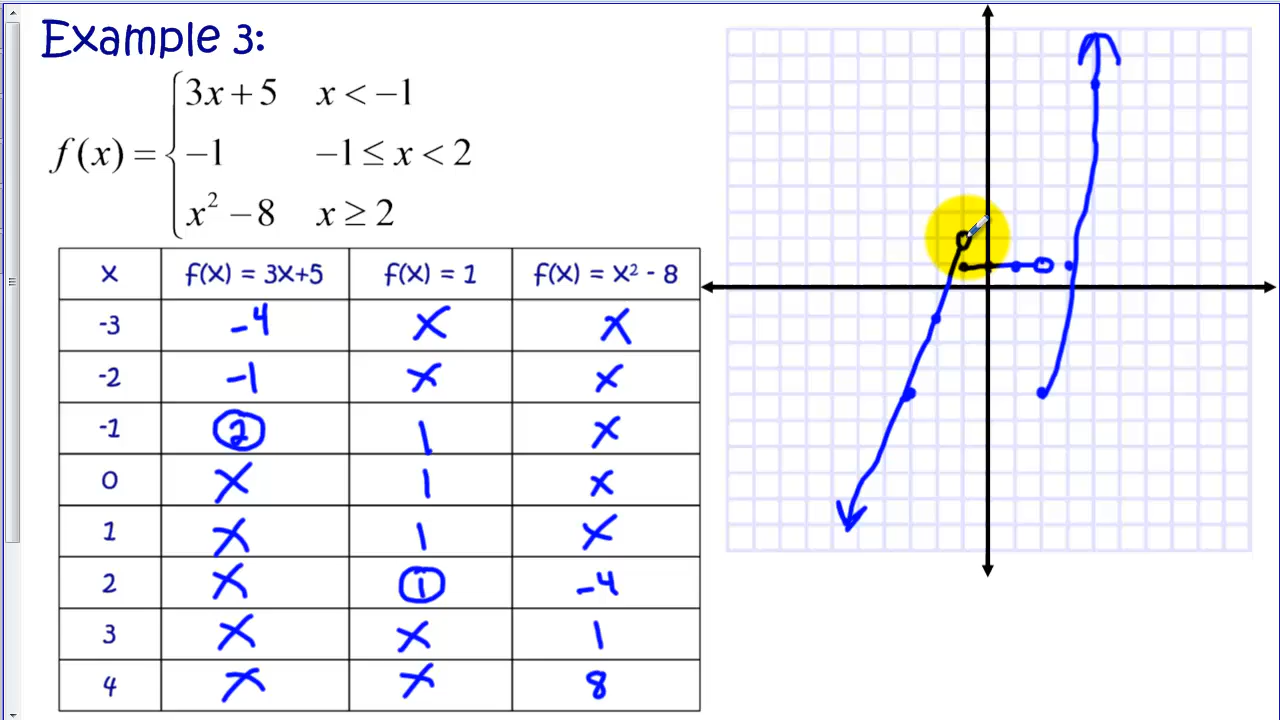 Example 3:
3x + 5 x < −1
f(x) = { −1 −1 ≤ x < 2
x² − 8 x ≥ 2
X f(x) = 3x+5 f(x) = 1 f(x) = x² - 8
-3 -4 X X
-2 -1 X X
-1 2 1 X
0 X 1 X
1 X 1 X
2 X 1 -4
3 X X 1
4 X X 8